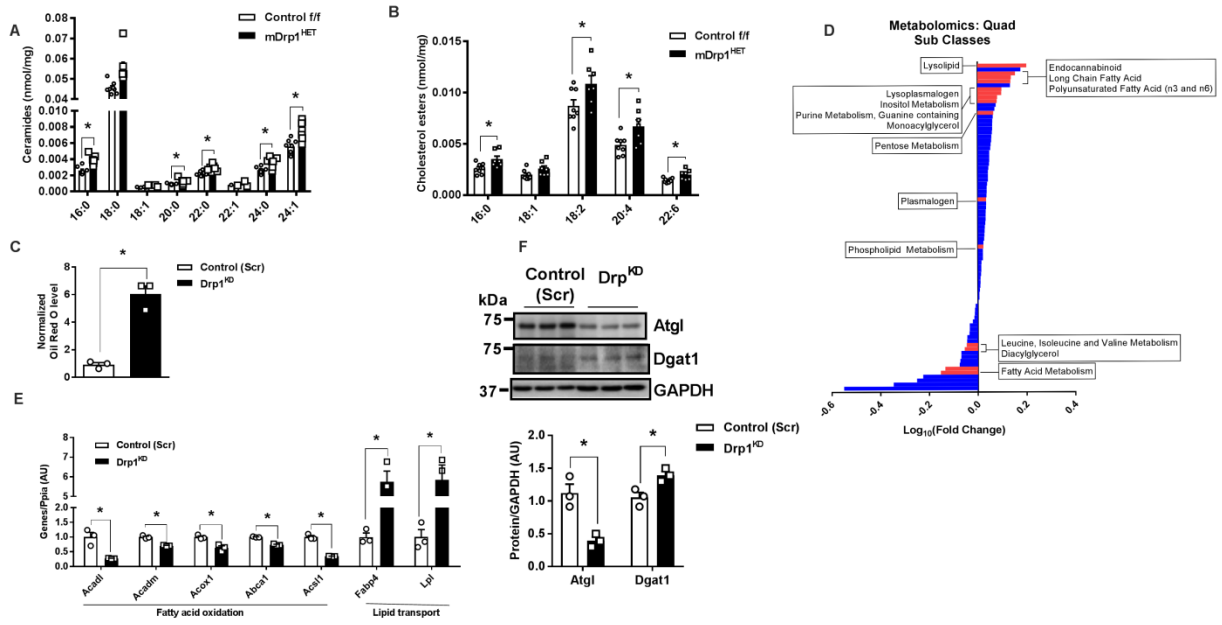 A
Control f/f
mDrp1HET
Ceramides (nmol/mg)
0.08
0.07
0.06
0.05
0.04
0.006
0.004
0.002
0.000
* * * * *
16:0 18:0 18:1 20:0 22:0 22:1 24:0 24:1
B
Control f/f
mDrp1HET
Cholesterol esters (nmol/mg)
0.015
0.010
0.005
0.000
* * * *
16:0 18:1 18:2 20:4 22:6
D
Metabolomics: Quad
Sub Classes
Lysolipid
Endocannabinoid
Long Chain Fatty Acid
Polyunsaturated Fatty Acid (n3 and n6)
Lysoplasmalogen
Inositol Metabolism
Purine Metabolism, Guanine containing
Monoacylglycerol
Pentose Metabolism
Plasmalogen
Phospholipid Metabolism
Leucine, Isoleucine and Valine Metabolism
Diacylglycerol
Fatty Acid Metabolism
-0.6 -0.4 -0.2 0.0 0.2 0.4
Log10(Fold Change)
C
Control (Scr)
Drp1KD
Normalized
Oil Red O level
8
6
4
2
0
*
F
Control
(Scr)
DrpKD
kDa
75
Atgl
75
Dgat1
37
GAPDH
Control (Scr)
Drp1KD
Protein/GAPDH (AU)
1.5
1.0
0.5
0.0
* *
Atgl Dgat1
E
Control (Scr)
Drp1KD
Genes/Ppia (AU)
8
7
6
5
2.0
1.5
1.0
0.5
0.0
* * * * * * *
Acadl Acadm Acox1 Abca1 Acsl1 Fabp4 Lpl
Fatty acid oxidation
Lipid transport